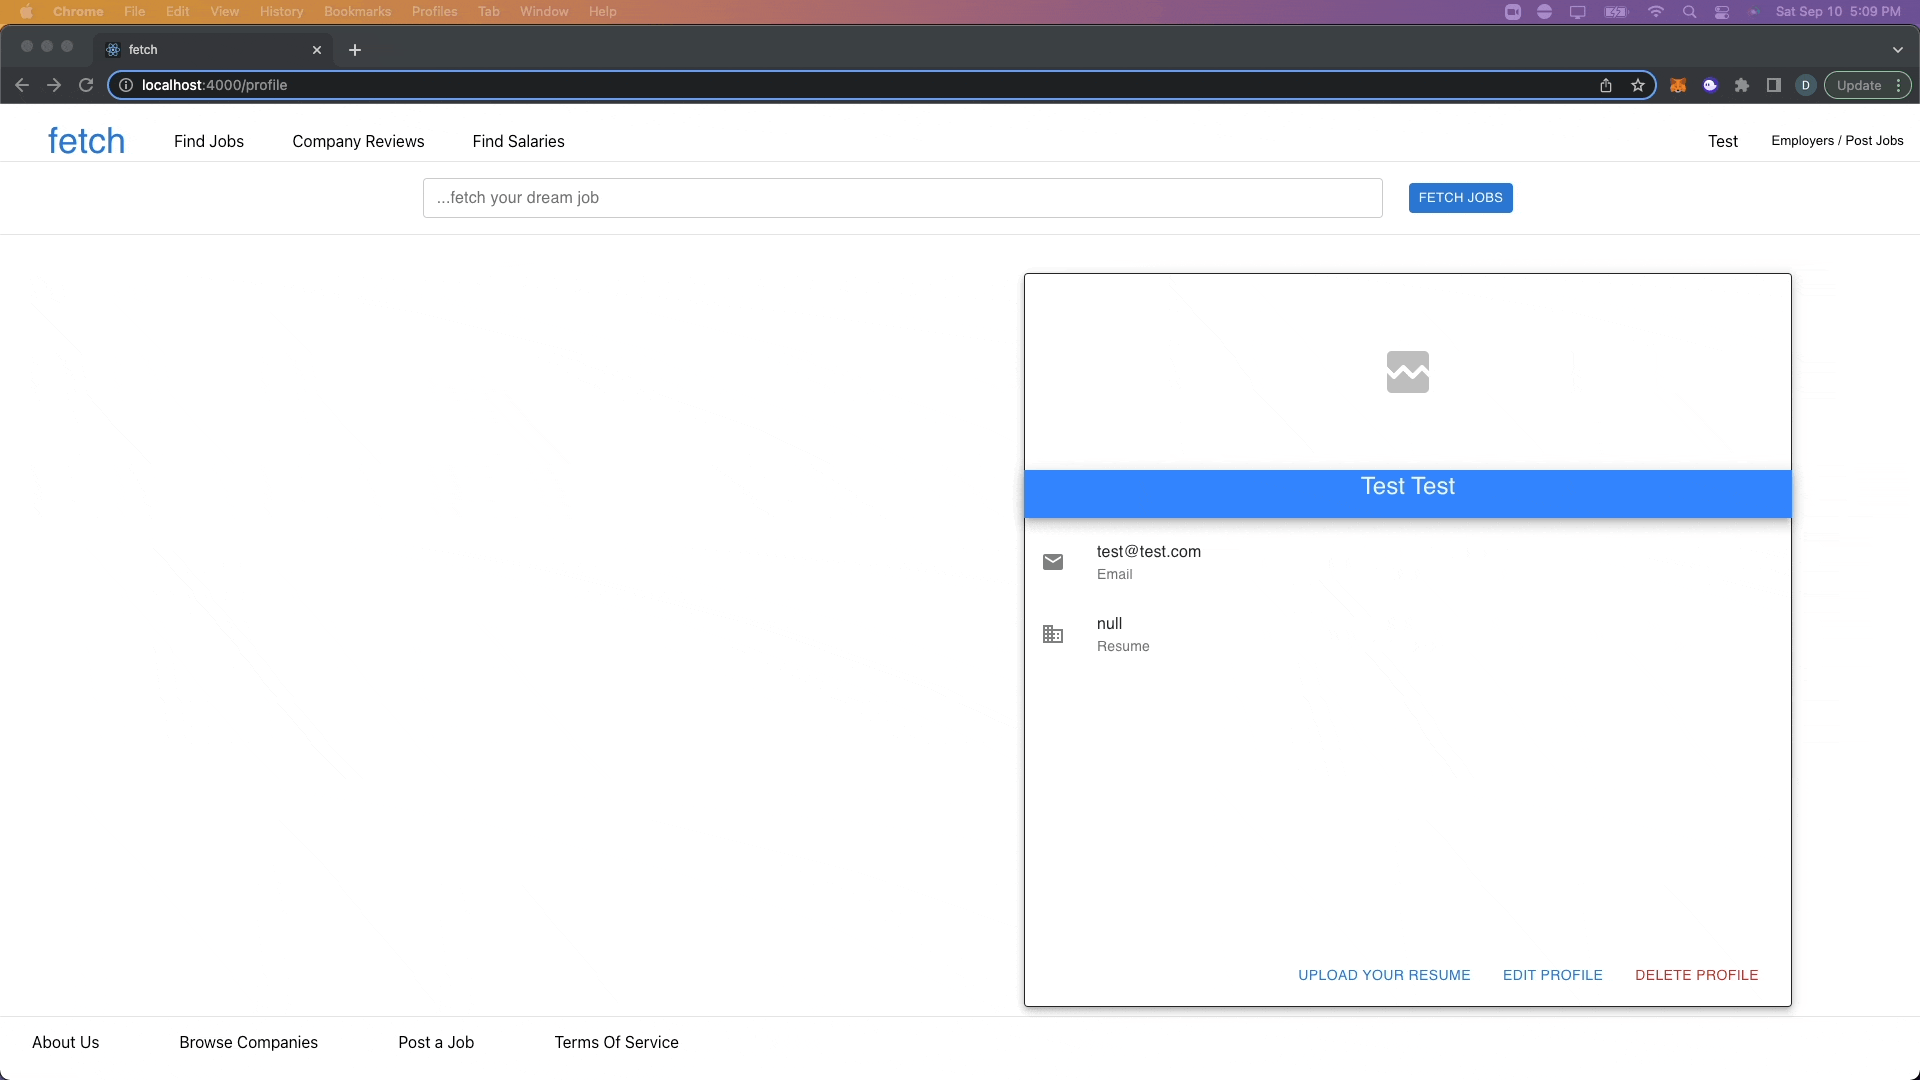 Chrome File Edit View History Bookmarks Profiles Tab Window Help Sat Sep 10 5:09 PM
fetch
localhost:4000/profile D Update
fetch Find Jobs Company Reviews Find Salaries Test Employers / Post Jobs
...fetch your dream job FETCH JOBS
Test Test
test@test.com
Email
null
Resume
UPLOAD YOUR RESUME EDIT PROFILE DELETE PROFILE
About Us Browse Companies Post a Job Terms Of Service